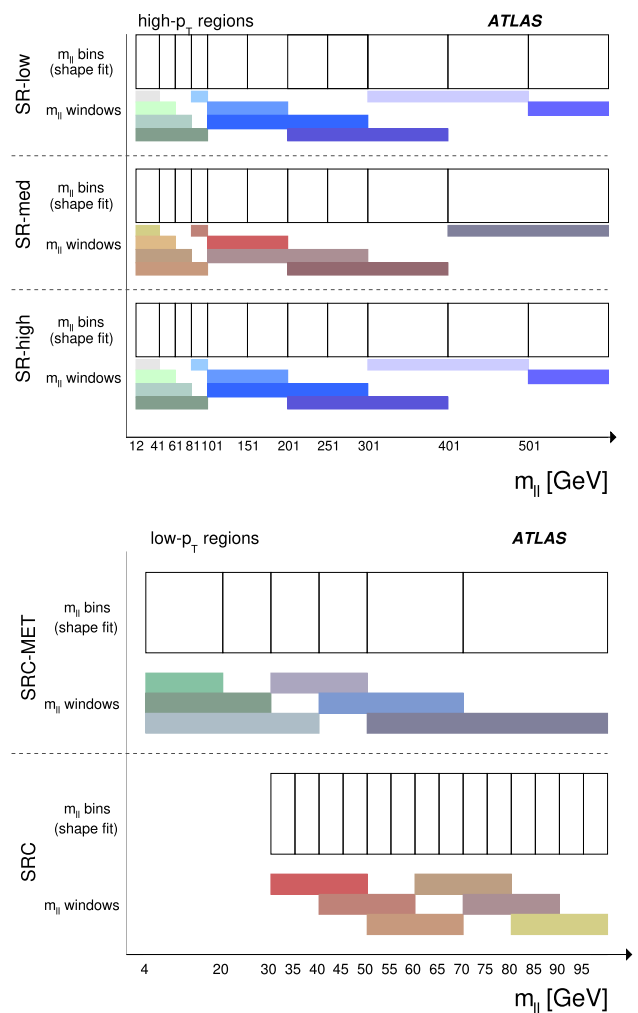 high-pT regions ATLAS
SR-low
mll bins
(shape fit)
mll windows
SR-med
mll bins
(shape fit)
mll windows
SR-high
mll bins
(shape fit)
mll windows
12 41 61 81 101 151 201 251 301 401 501
mll [GeV]
low-pT regions ATLAS
SRC-MET
mll bins
(shape fit)
mll windows
SRC
mll bins
(shape fit)
mll windows
4 20 30 35 40 45 50 55 60 65 70 75 80 85 90 95
mll [GeV]